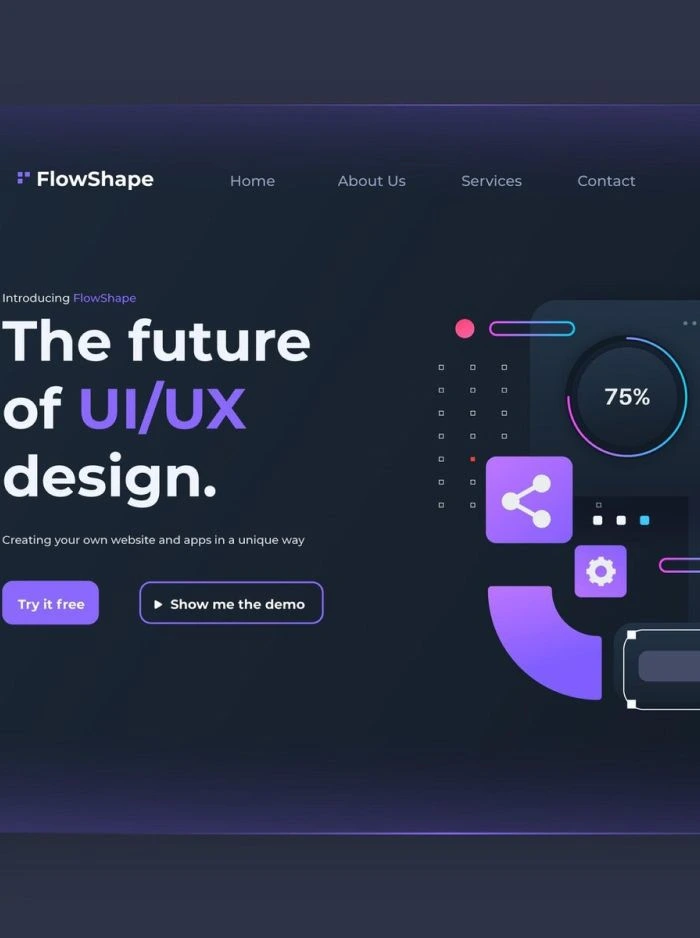 FlowShape
Home
About Us
Services
Contact
Introducing FlowShape
The future
of UI/UX
design.
Creating your own website and apps in a unique way
Try it free
Show me the demo
75%